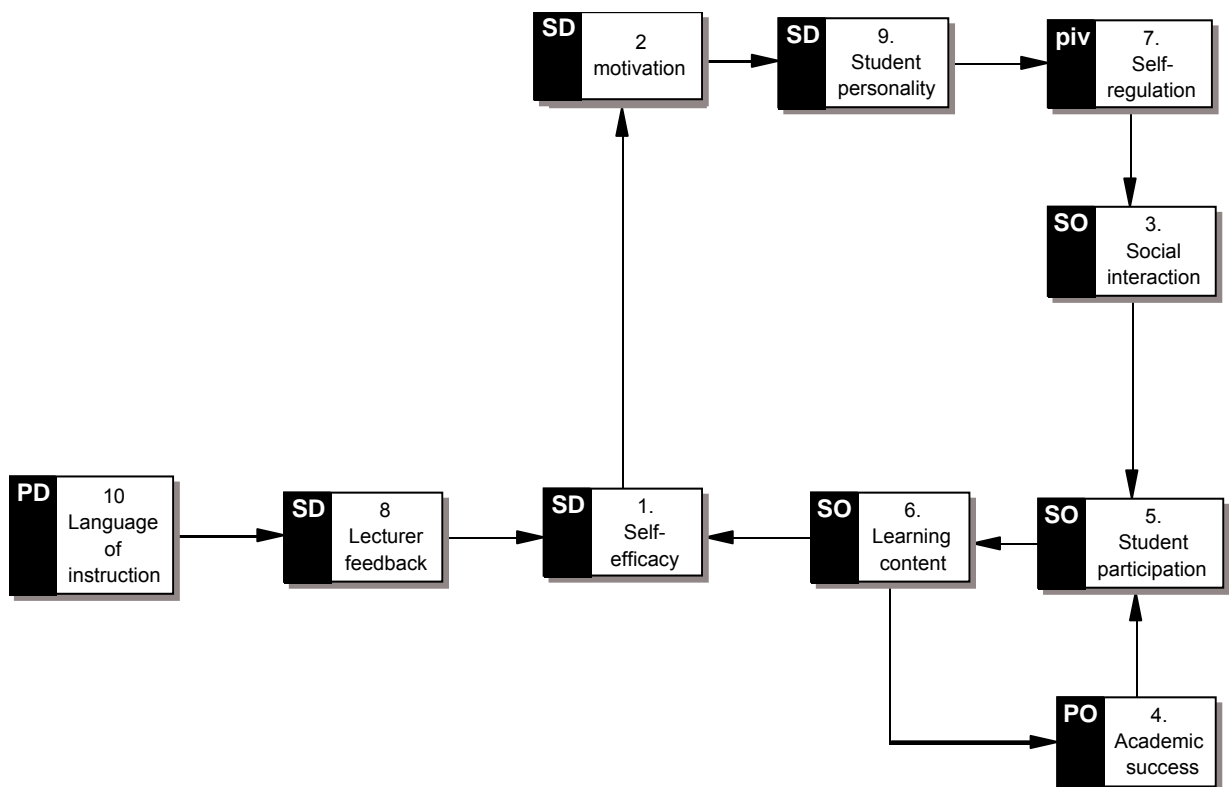 SD
2
motivation
SD
9.
Student
personality
piv
7.
Self-
regulation
SO
3.
Social
interaction
PD
10
Language
of
instruction
SD
8
Lecturer
feedback
SD
1.
Self-
efficacy
SO
6.
Learning
content
SO
5.
Student
participation
PO
4.
Academic
success